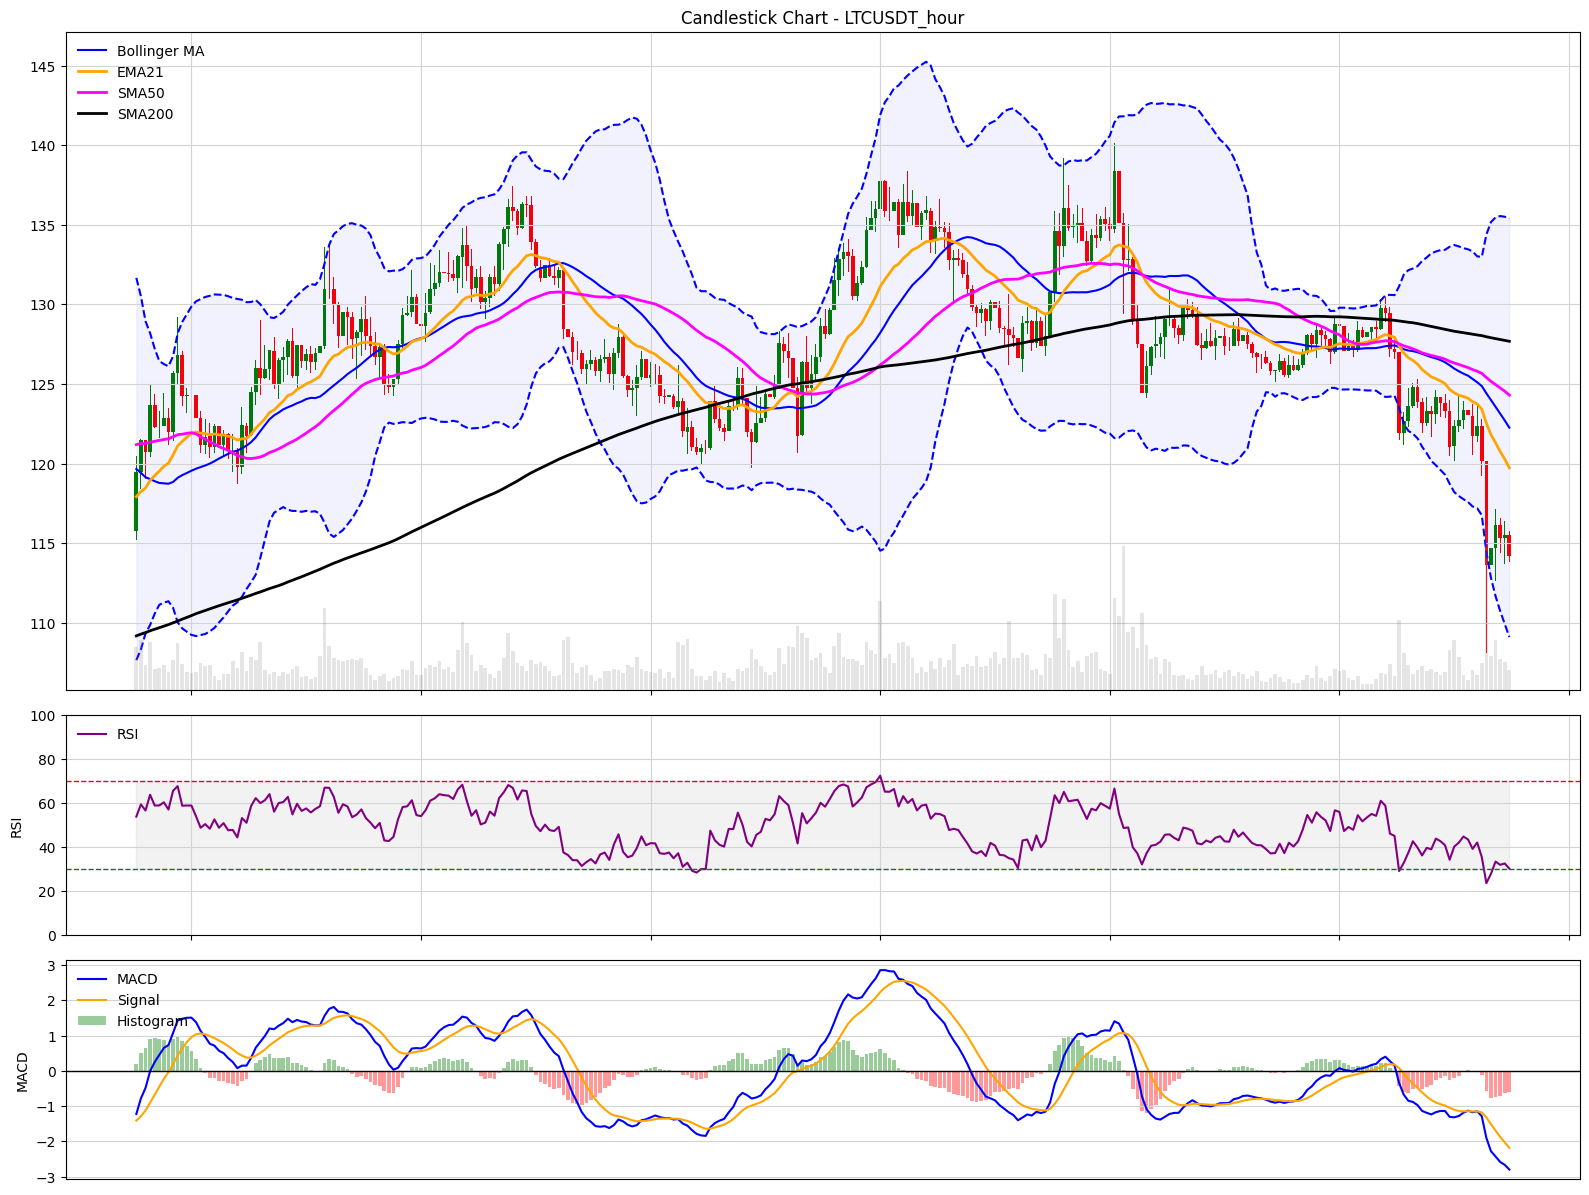 Candlestick Chart - LTCUSDT_hour
Bollinger MA
EMA21
SMA50
SMA200
145
140
135
130
125
120
115
110
RSI
100
80
60
40
20
0
RSI
MACD
Signal
Histogram
3
2
1
0
−1
−2
−3
MACD